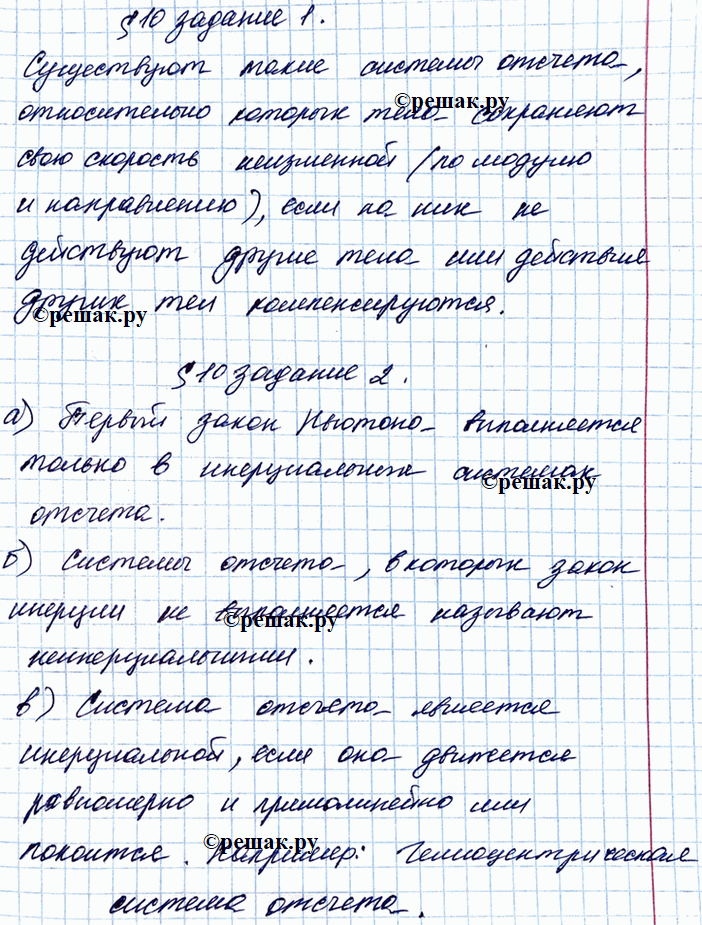 §10 задание 1.
Существуют такие системы отсчета,
относительно которых тела сохраняют
©решак.ру
свою скорость неизменной (по модулю
и направлению), если на них не
действуют другие тела или действия
других тел компенсируются.
©решак.ру
§10 задание 2.
а) Первый закон Ньютона выполняется
только в инерциальных системах
©решак.ру
отсчета.
б) Системы отсчета, в которых закон
инерции не выполняется называют
©решак.ру
неинерциальными.
в) Система отсчета является
инерциальной, если она движется
равномерно и прямолинейно или
покоится. Например: Гелиоцентрическая
©решак.ру
система отсчета.